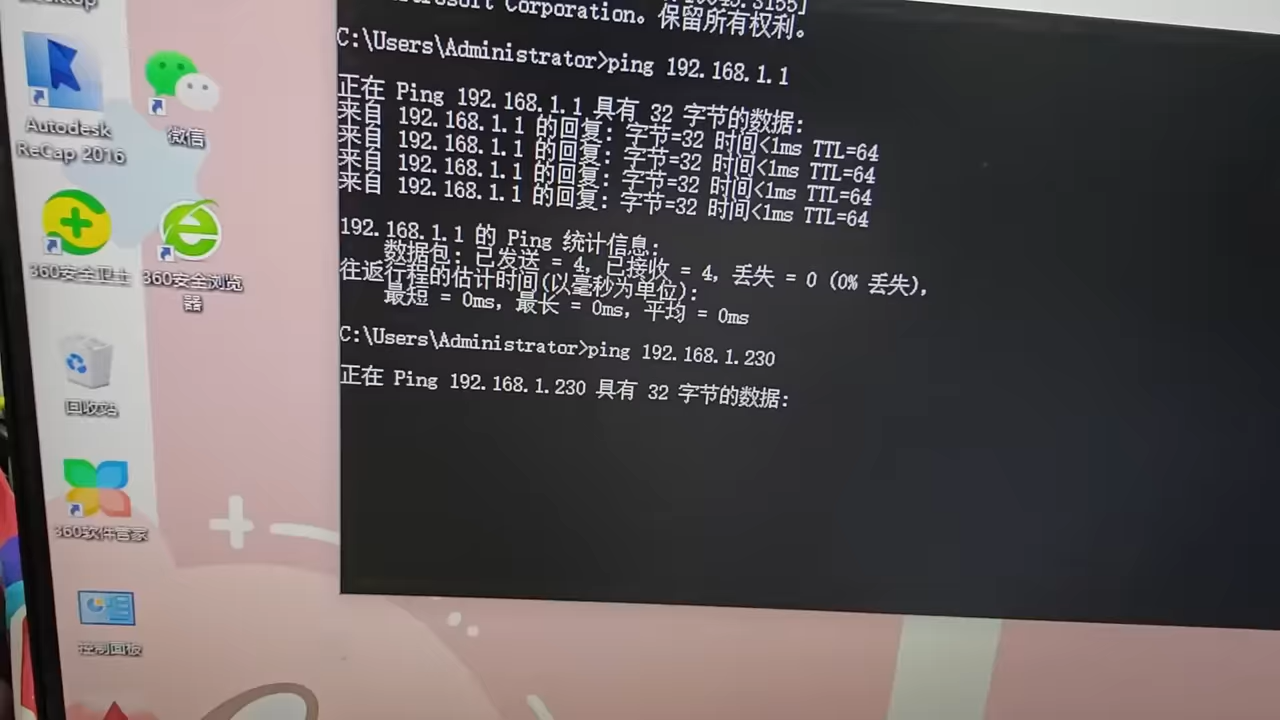 Corporation。保留所有权利。
C:\Users\Administrator>ping 192.168.1.1
正在 Ping 192.168.1.1 具有 32 字节的数据:
来自 192.168.1.1 的回复: 字节=32 时间<1ms TTL=64
来自 192.168.1.1 的回复: 字节=32 时间<1ms TTL=64
来自 192.168.1.1 的回复: 字节=32 时间<1ms TTL=64
来自 192.168.1.1 的回复: 字节=32 时间<1ms TTL=64
192.168.1.1 的 Ping 统计信息:
数据包: 已发送 = 4，已接收 = 4，丢失 = 0 (0% 丢失)，
往返行程的估计时间(以毫秒为单位):
最短 = 0ms，最长 = 0ms，平均 = 0ms
C:\Users\Administrator>ping 192.168.1.230
正在 Ping 192.168.1.230 具有 32 字节的数据:
Autodesk
ReCap 2016
微信
360安全卫士
360安全浏览
器
回收站
360软件管家
控制面板